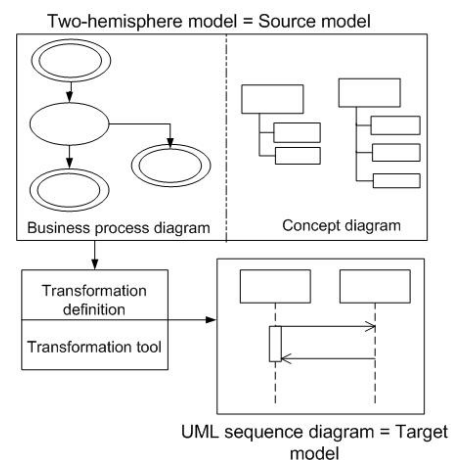 Two-hemisphere model = Source model
Business process diagram
Concept diagram
Transformation
definition
Transformation tool
UML sequence diagram = Target
model